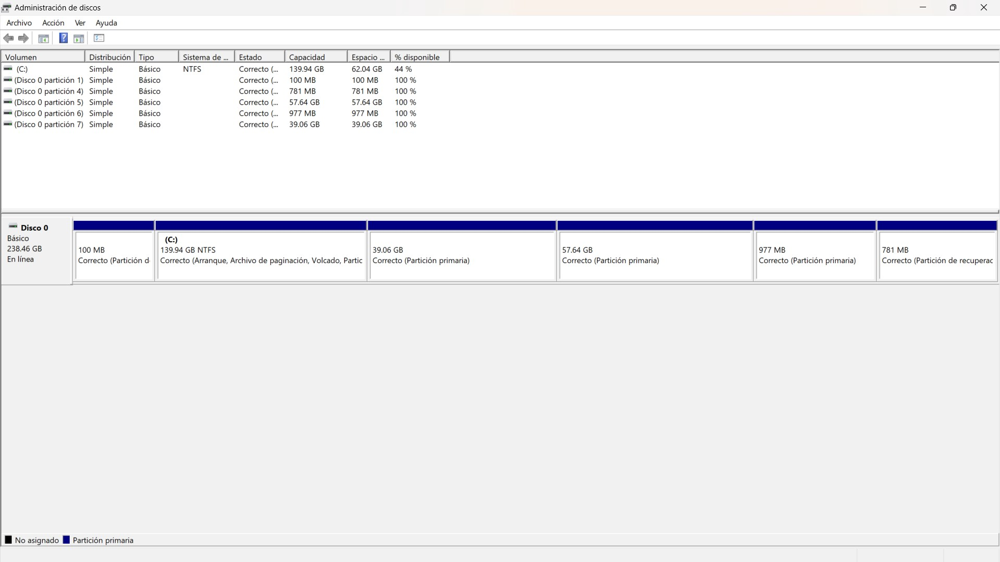 Administración de discos
Archivo Acción Ver Ayuda
Volumen Distribución Tipo Sistema de ... Estado Capacidad Espacio ... % disponible
(C:) Simple Básico NTFS Correcto (... 139.94 GB 62.04 GB 44 %
(Disco 0 partición 1) Simple Básico Correcto (... 100 MB 100 MB 100 %
(Disco 0 partición 4) Simple Básico Correcto (... 781 MB 781 MB 100 %
(Disco 0 partición 5) Simple Básico Correcto (... 57.64 GB 57.64 GB 100 %
(Disco 0 partición 6) Simple Básico Correcto (... 977 MB 977 MB 100 %
(Disco 0 partición 7) Simple Básico Correcto (... 39.06 GB 39.06 GB 100 %
Disco 0
Básico
238.46 GB
En línea
100 MB
Correcto (Partición d
(C:)
139.94 GB NTFS
Correcto (Arranque, Archivo de paginación, Volcado, Partic
39.06 GB
Correcto (Partición primaria)
57.64 GB
Correcto (Partición primaria)
977 MB
Correcto (Partición primaria)
781 MB
Correcto (Partición de recuperac
No asignado Partición primaria